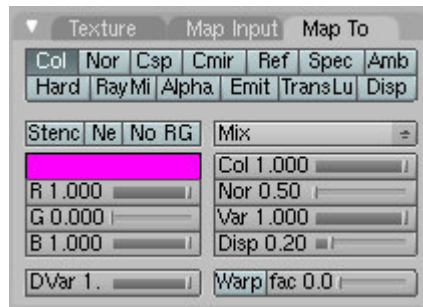 Texture Map Input Map To
Col Nor Csp Cmir Ref Spec Amb
Hard RayMi Alpha Emit TransLu Disp
Stenc Ne No RG Mix
Col 1.000
R 1.000 Nor 0.50
G 0.000 Var 1.000
B 1.000 Disp 0.20
DVar 1. Warp fac 0.0